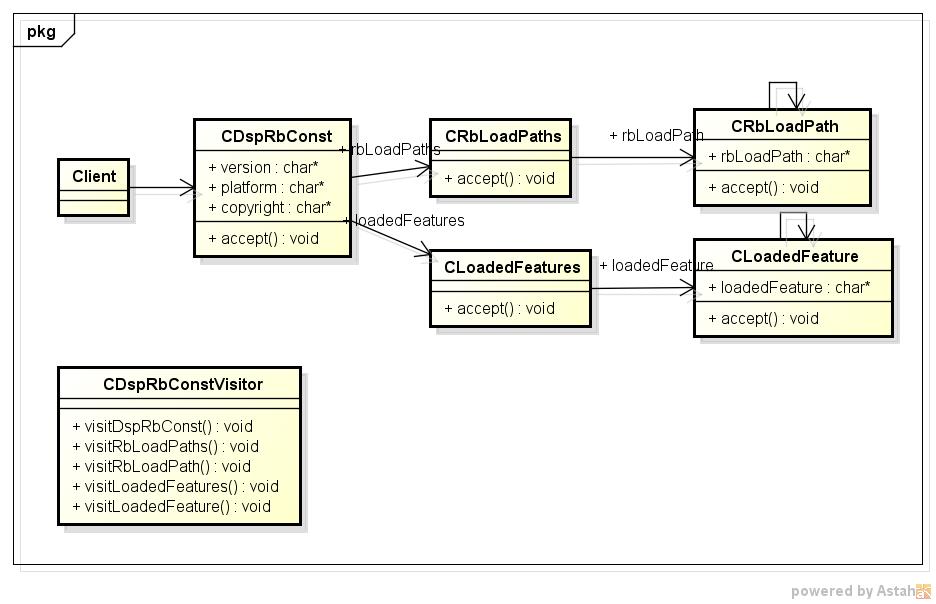 pkg
Client
CDspRbConst
+ version : char*
+ platform : char*
+ copyright : char*
+ accept() : void
+ rbLoadPaths
CRbLoadPaths
+ accept() : void
+ rbLoadPath
CRbLoadPath
+ rbLoadPath : char*
+ accept() : void
+ loadedFeatures
CLoadedFeatures
+ accept() : void
+ loadedFeature
CLoadedFeature
+ loadedFeature : char*
+ accept() : void
CDspRbConstVisitor
+ visitDspRbConst() : void
+ visitRbLoadPaths() : void
+ visitRbLoadPath() : void
+ visitLoadedFeatures() : void
+ visitLoadedFeature() : void
powered by Astah